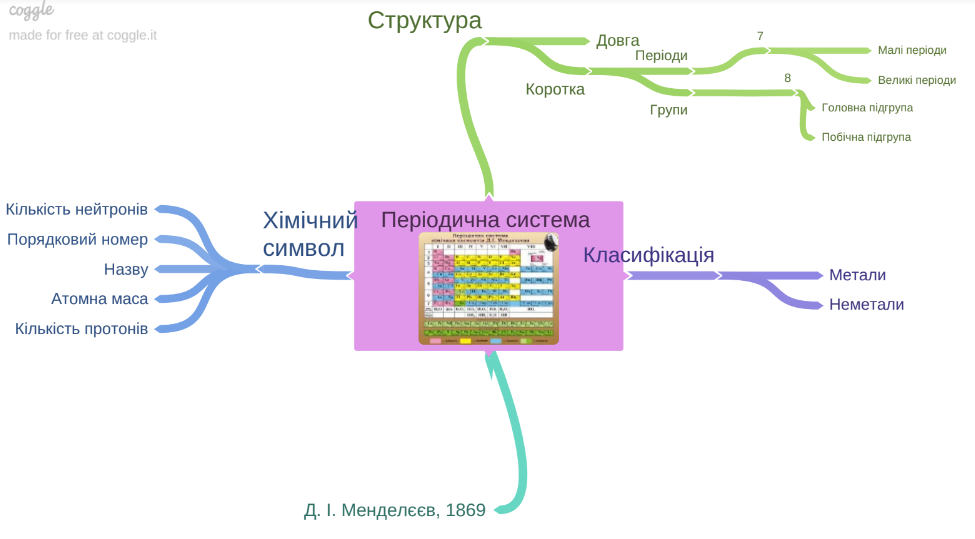 coggle
made for free at coggle.it
Структура
Довга
Коротка
Періоди
7
Малі періоди
Великі періоди
Групи
8
Головна підгрупа
Побічна підгрупа
Хімічний
символ
Кількість нейтронів
Порядковий номер
Назву
Атомна маса
Кількість протонів
Періодична система
Класифікація
Метали
Неметали
Д. І. Менделєєв, 1869